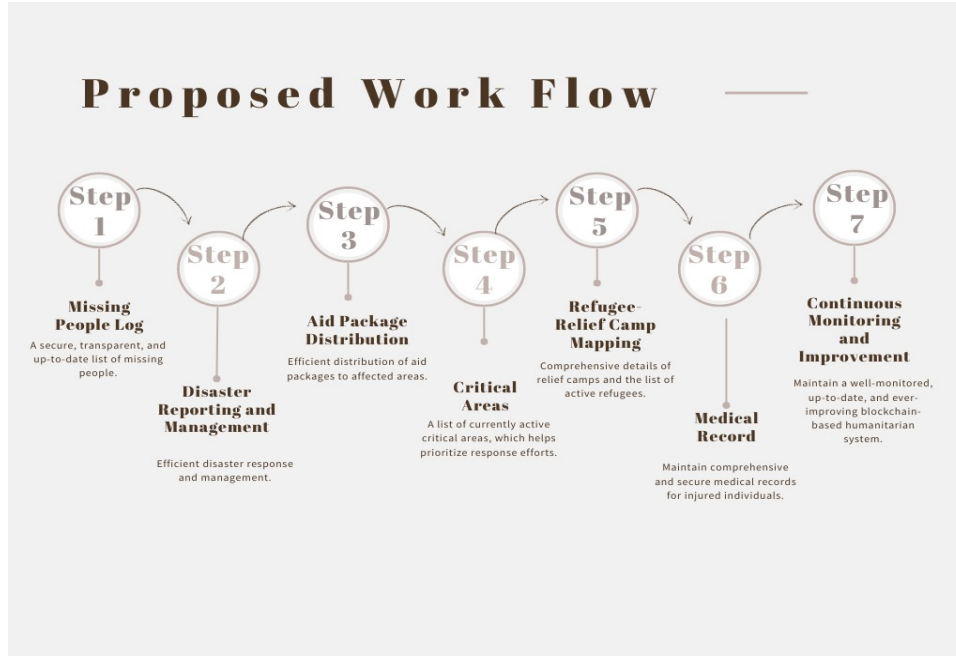 Proposed Work Flow
Step
1
Missing
People Log
A secure, transparent, and
up-to-date list of missing
people.
Step
2
Disaster
Reporting and
Management
Efficient disaster response
and management.
Step
3
Aid Package
Distribution
Efficient distribution of aid
packages to affected areas.
Step
4
Critical
Areas
A list of currently active
critical areas, which helps
prioritize response efforts.
Step
5
Refugee-
Relief Camp
Mapping
Comprehensive details of
relief camps and the list of
active refugees.
Step
6
Medical
Record
Maintain comprehensive
and secure medical records
for injured individuals.
Step
7
Continuous
Monitoring
and
Improvement
Maintain a well-monitored,
up-to-date, and ever-
improving blockchain-
based humanitarian
system.